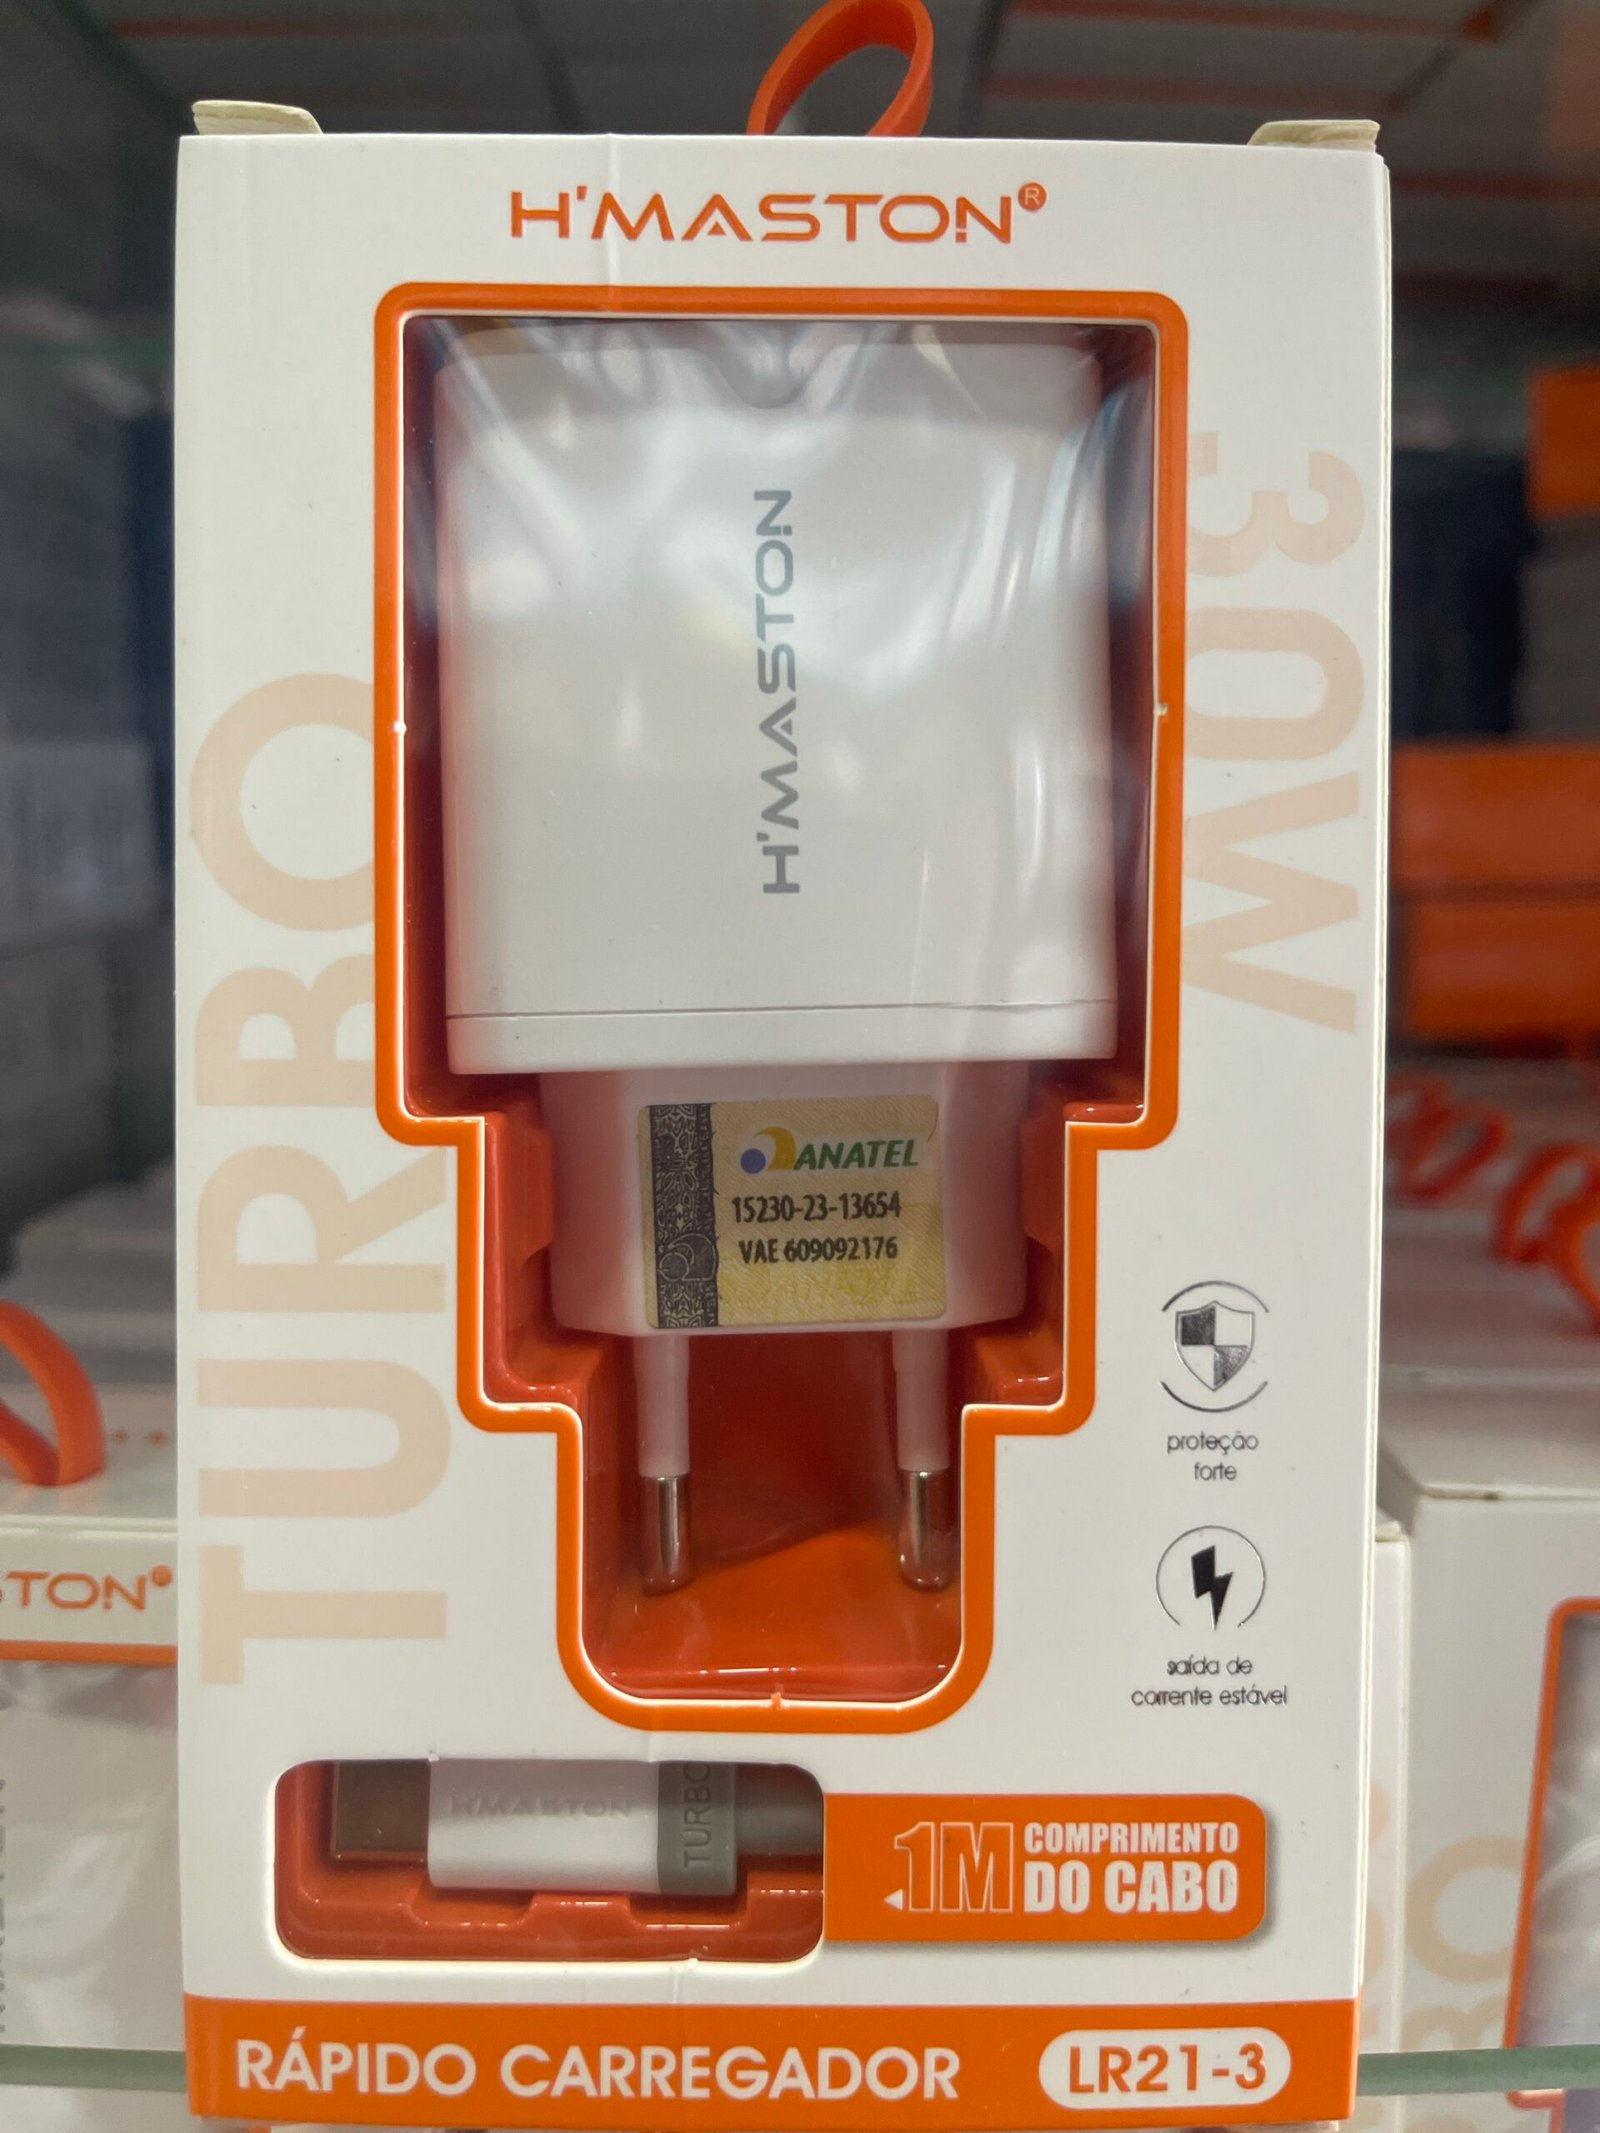 H'MASTON®
TURBO
30W
H'MASTON
ANATEL
15230-23-13654
VAE 609092176
proteção
forte
saída de
corrente estável
H'MASTON
TURBO
1M
COMPRIMENTO
DO CABO
RÁPIDO CARREGADOR
LR21-3